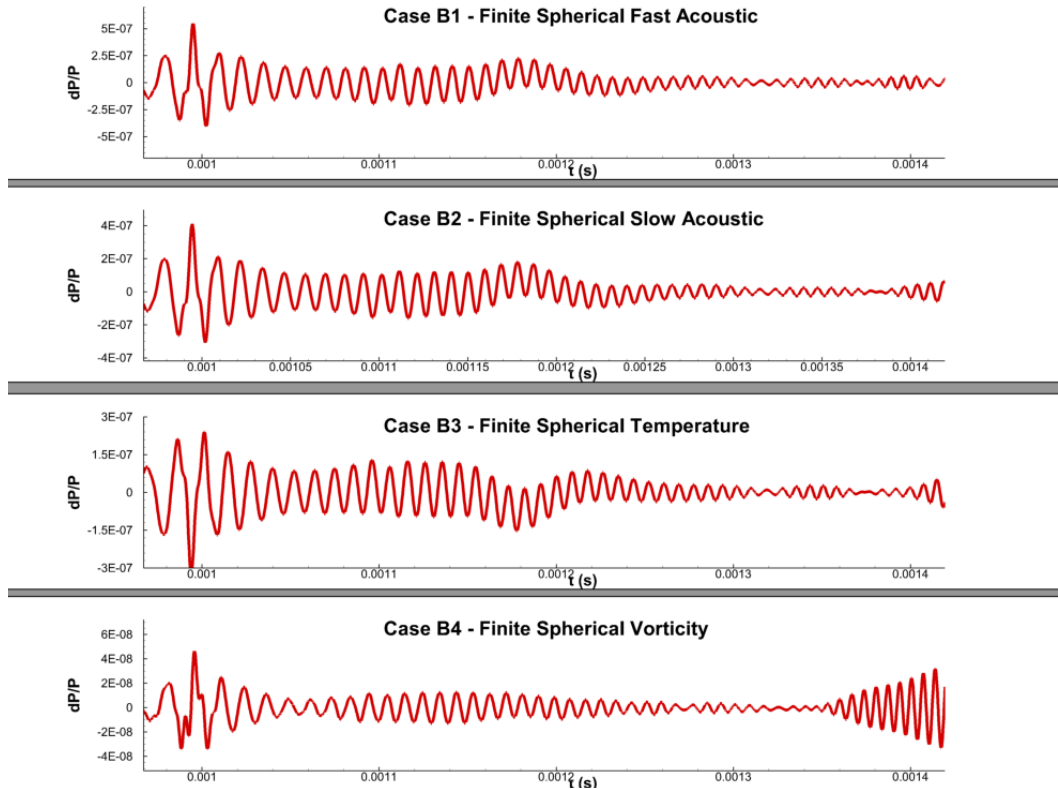 Case B1 - Finite Spherical Fast Acoustic
5E-07
2.5E-07
0
-2.5E-07
-5E-07
dP/P
0.001 0.0011 0.0012 0.0013 0.0014
t (s)
Case B2 - Finite Spherical Slow Acoustic
4E-07
2E-07
0
-2E-07
-4E-07
dP/P
0.001 0.00105 0.0011 0.00115 0.0012 0.00125 0.0013 0.00135 0.0014
t (s)
3E-07
Case B3 - Finite Spherical Temperature
1.5E-07
0
-1.5E-07
-3E-07
dP/P
0.001 0.0011 0.0012 0.0013 0.0014
t (s)
Case B4 - Finite Spherical Vorticity
6E-08
4E-08
2E-08
0
-2E-08
-4E-08
dP/P
0.001 0.0011 0.0012 0.0013 0.0014
t (s)